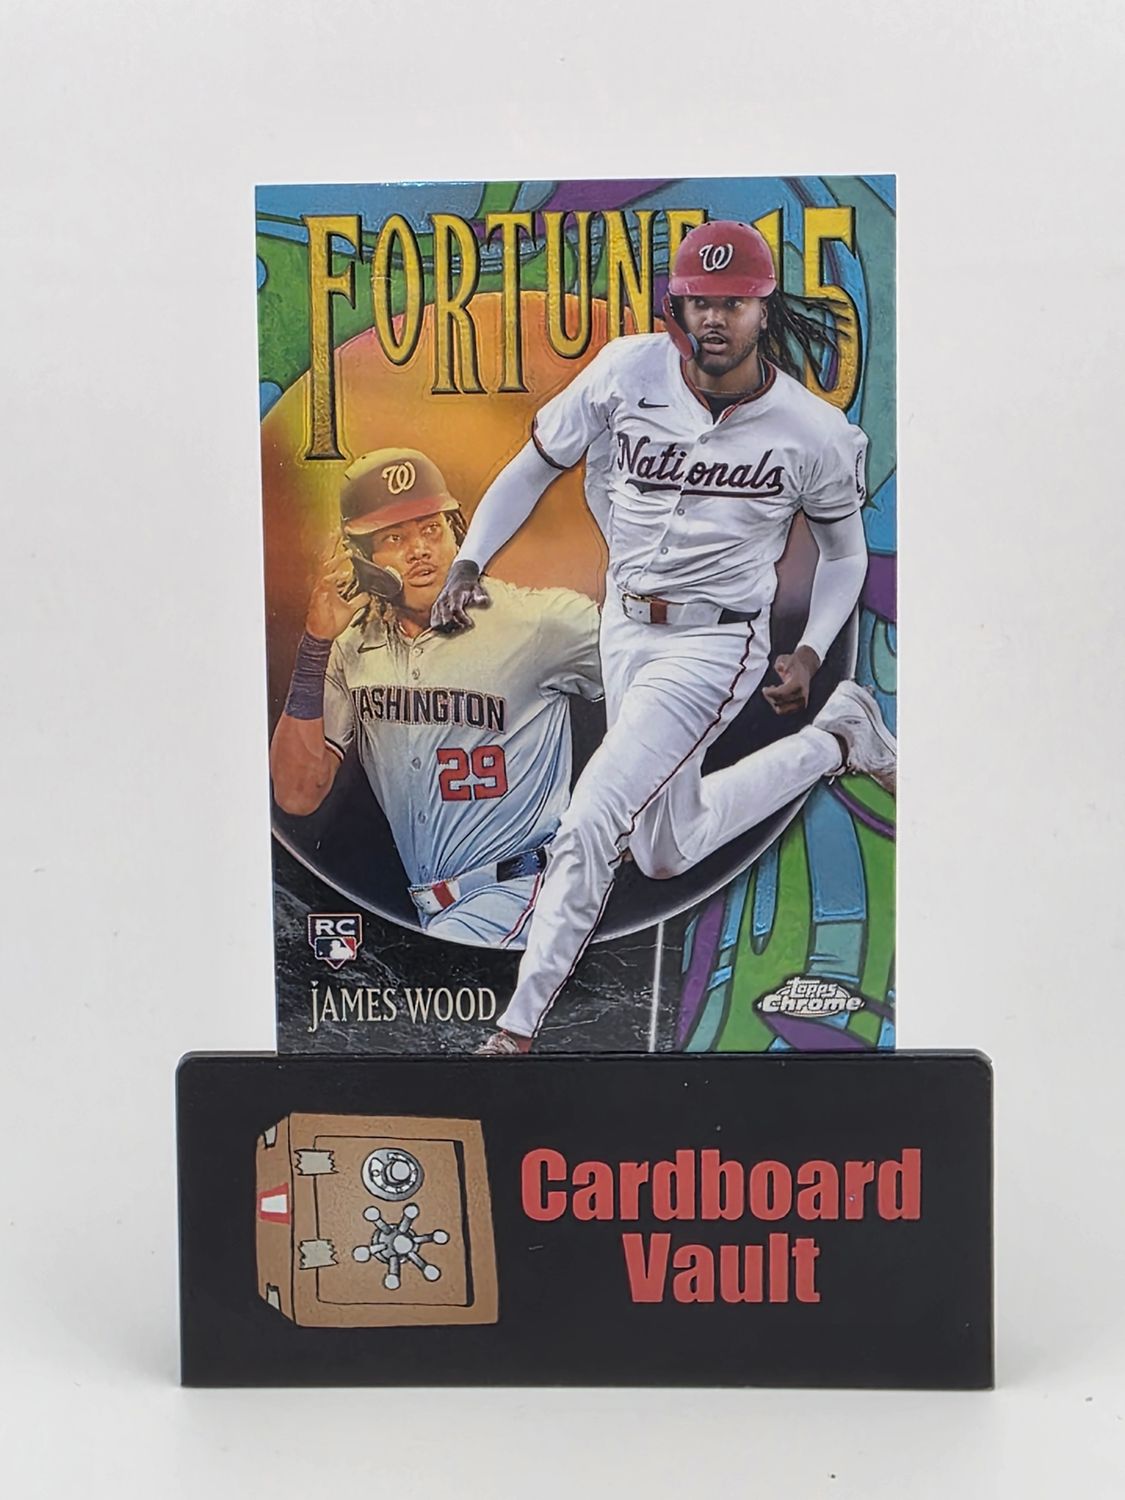 FORTUNE 15
W
W
Nationals
WASHINGTON
29
RC
JAMES WOOD
Topps
Chrome
Cardboard
Vault